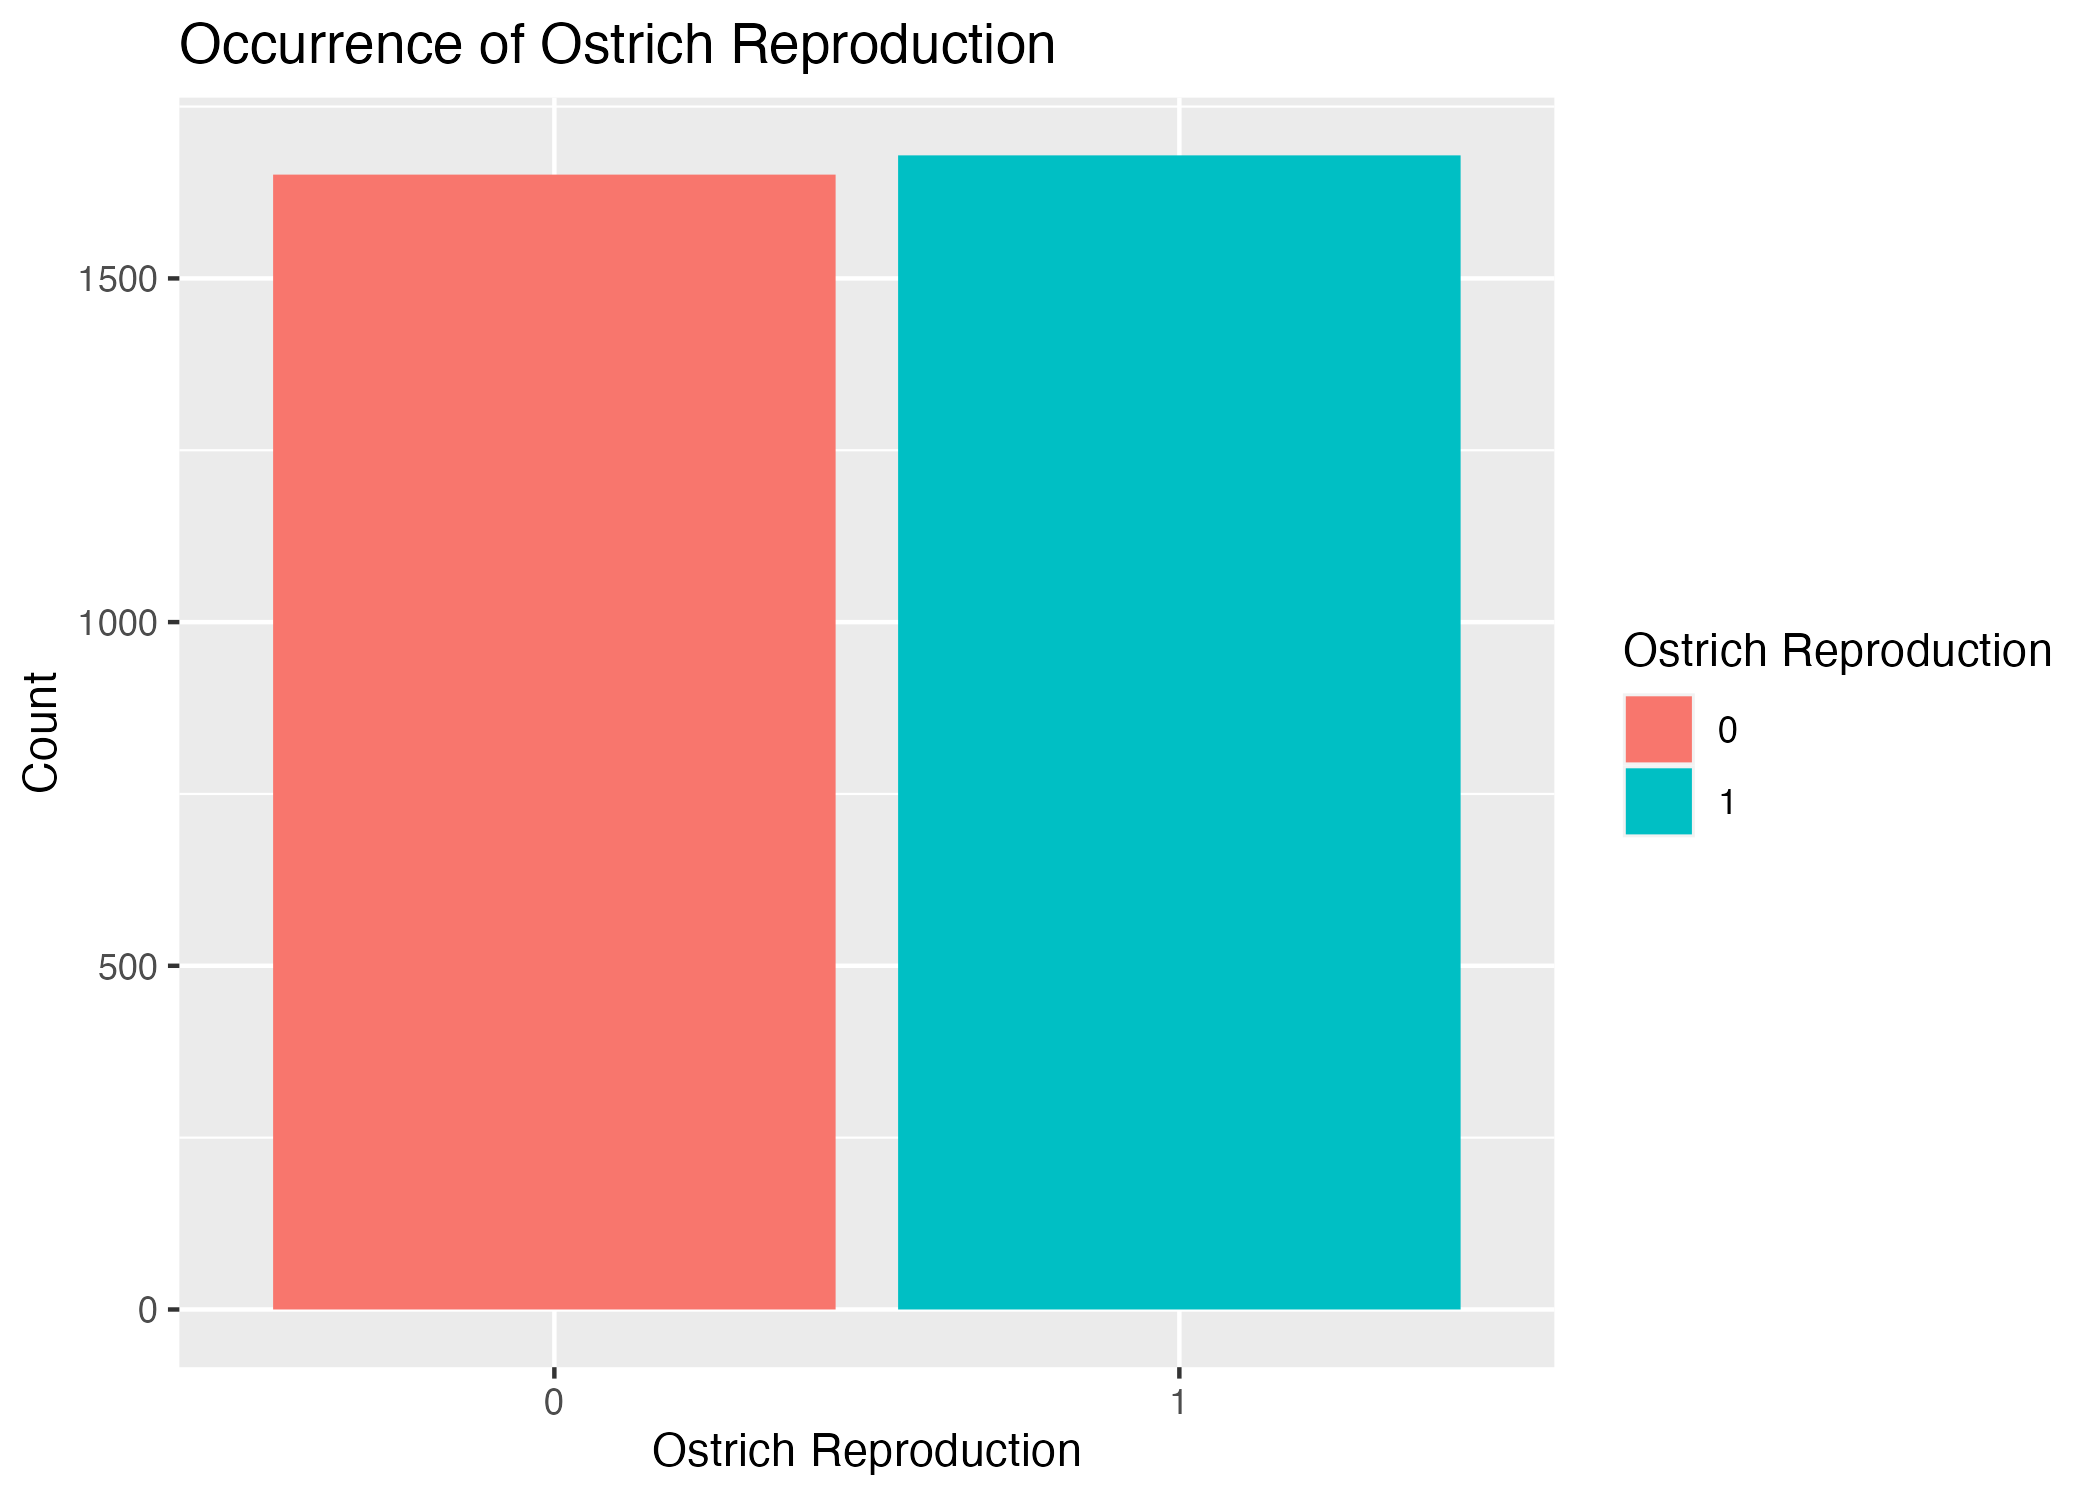 Occurrence of Ostrich Reproduction
Count
1500
1000
500
0
0
1
Ostrich Reproduction
Ostrich Reproduction
0
1